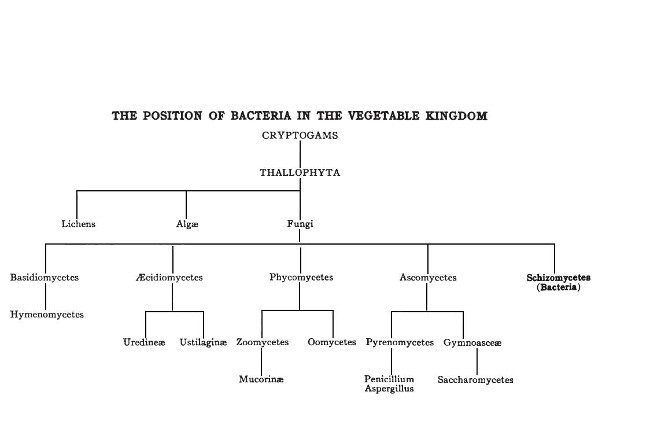 THE POSITION OF BACTERIA IN THE VEGETABLE KINGDOM
CRYPTOGAMS
THALLOPHYTA
Lichens
Algæ
Fungi
Basidiomycetes
Æcidiomycetes
Phycomycetes
Ascomycetes
Schizomycetes
(Bacteria)
Hymenomycetes
Uredineæ
Ustilaginæ
Zoomycetes
Oomycetes
Pyrenomycetes
Gymnoasceæ
Mucorinæ
Penicillium
Aspergillus
Saccharomycetes